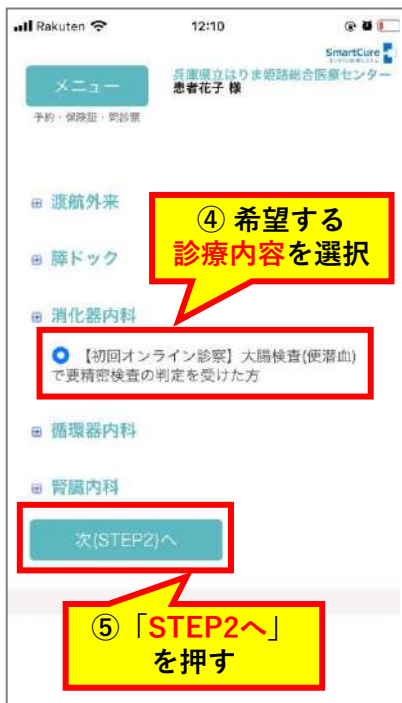 Rakuten 12:10
SmartCure
メニュー
兵庫県立はりま姫路総合医療センター
患者花子 様
予約・保険証・問診票
渡航外来
④ 希望する
診療内容を選択
膵ドック
消化器内科
【初回オンライン診察】大腸検査(便潜血)
で要精密検査の判定を受けた方
循環器内科
腎臓内科
次(STEP2)へ
⑤「STEP2へ」
を押す